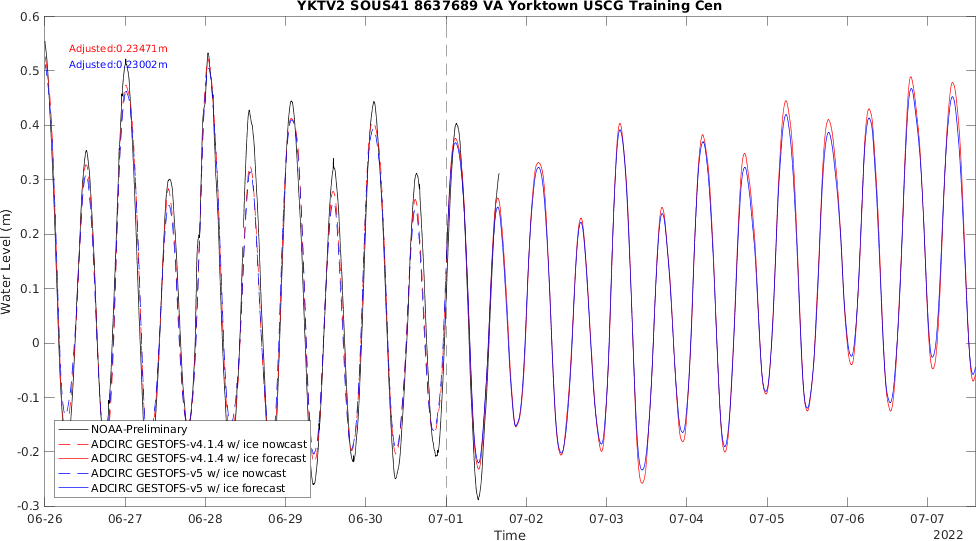 YKTV2 SOUS41 8637689 VA Yorktown USCG Training Cen
Adjusted:0.23471m
Adjusted:0.23002m
0.6
0.5
0.4
0.3
0.2
0.1
0
-0.1
-0.2
-0.3
Water Level (m)
NOAA-Preliminary
ADCIRC GESTOFS-v4.1.4 w/ ice nowcast
ADCIRC GESTOFS-v4.1.4 w/ ice forecast
ADCIRC GESTOFS-v5 w/ ice nowcast
ADCIRC GESTOFS-v5 w/ ice forecast
06-26 06-27 06-28 06-29 06-30 07-01 07-02 07-03 07-04 07-05 07-06 07-07
Time
2022